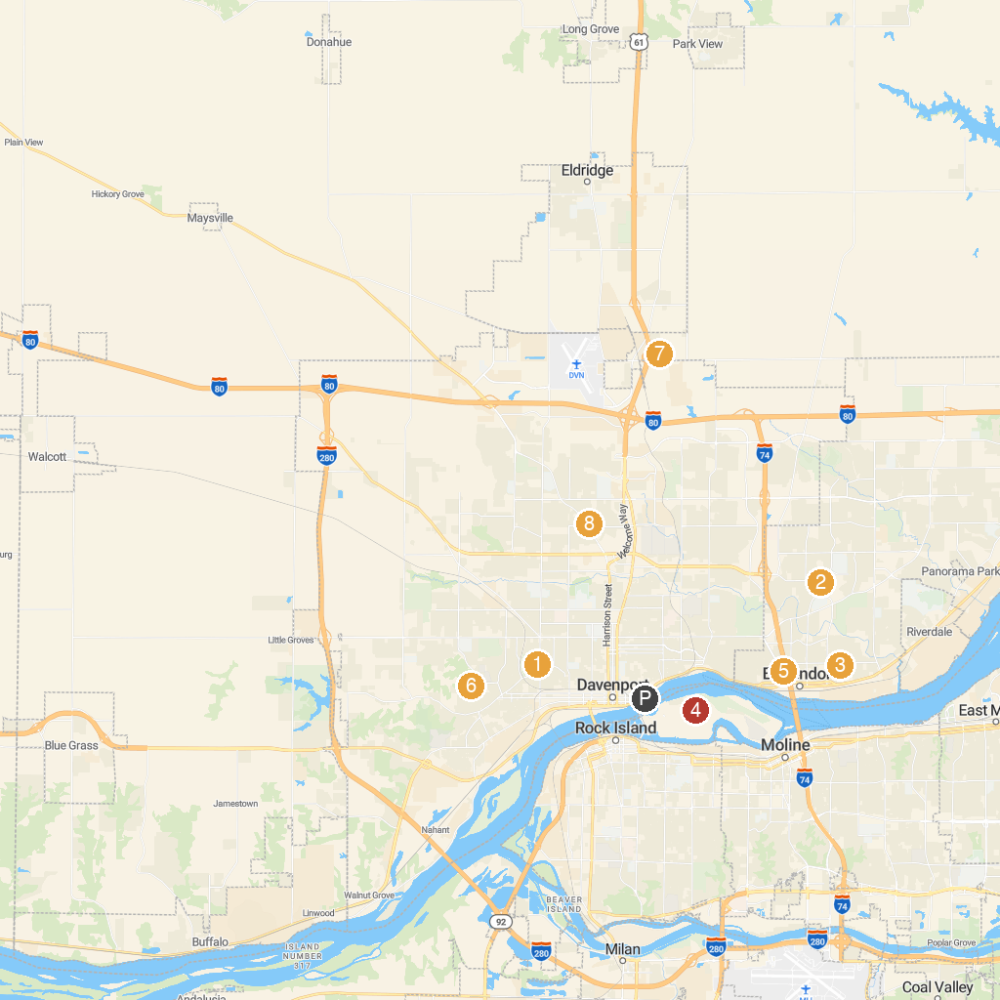 Long Grove
Donahue
61
Park View
Plain View
Eldridge
Hickory Grove
Maysville
80
7
DVN
80
80
80
80
Walcott
280
74
8
Welcome Way
2
Panorama Park
Harrison Street
Riverdale
Little Groves
1
3
5
6
Davenport
P
4
East M
Rock Island
Moline
Blue Grass
74
Jamestown
Nahant
Walnut Grove
BEAVER
ISLAND
74
Linwood
92
Buffalo
280
ISLAND
NUMBER
317
280
280
Poplar Grove
Milan
Coal Valley